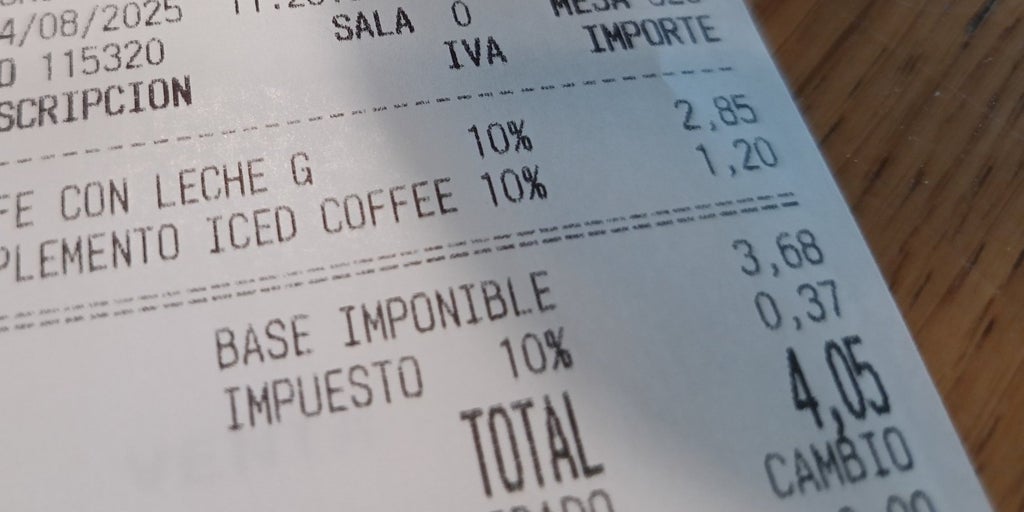 4/08/2025
115320 SALA 0
SCRIPCION IVA IMPORTE
FE CON LECHE G 10% 2,85
PLEMENTO ICED COFFEE 10% 1,20
BASE IMPONIBLE 3,68
IMPUESTO 10% 0,37
TOTAL 4,05
CAMBIO